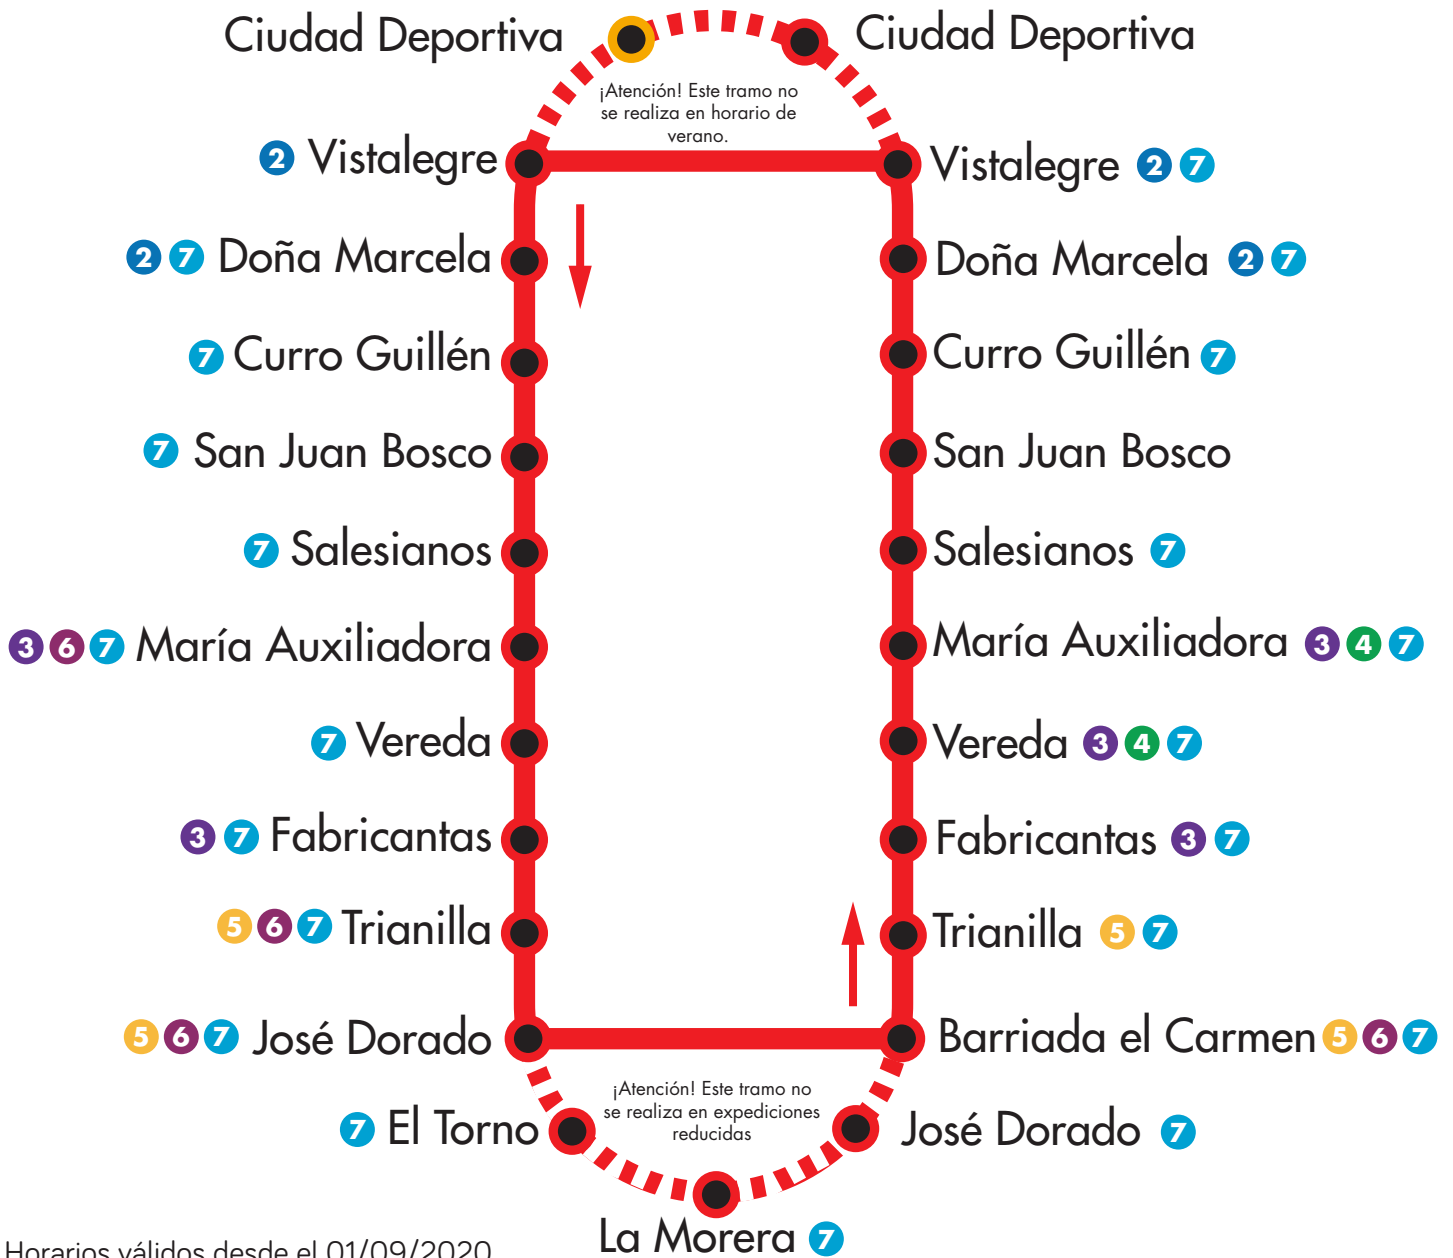 Ciudad Deportiva
Ciudad Deportiva
¡Atención! Este tramo no
se realiza en horario de
verano.
2 Vistalegre
Vistalegre 2 7
2 7 Doña Marcela
Doña Marcela 2 7
7 Curro Guillén
Curro Guillén 7
7 San Juan Bosco
San Juan Bosco
7 Salesianos
Salesianos 7
3 6 7 María Auxiliadora
María Auxiliadora 3 4 7
7 Vereda
Vereda 3 4 7
3 7 Fabricantas
Fabricantas 3 7
5 6 7 Trianilla
Trianilla 5 7
5 6 7 José Dorado
Barriada el Carmen 5 6 7
¡Atención! Este tramo no
se realiza en expediciones
reducidas
7 El Torno
José Dorado 7
La Morera 7
Horarios válidos desde el 01/09/2020